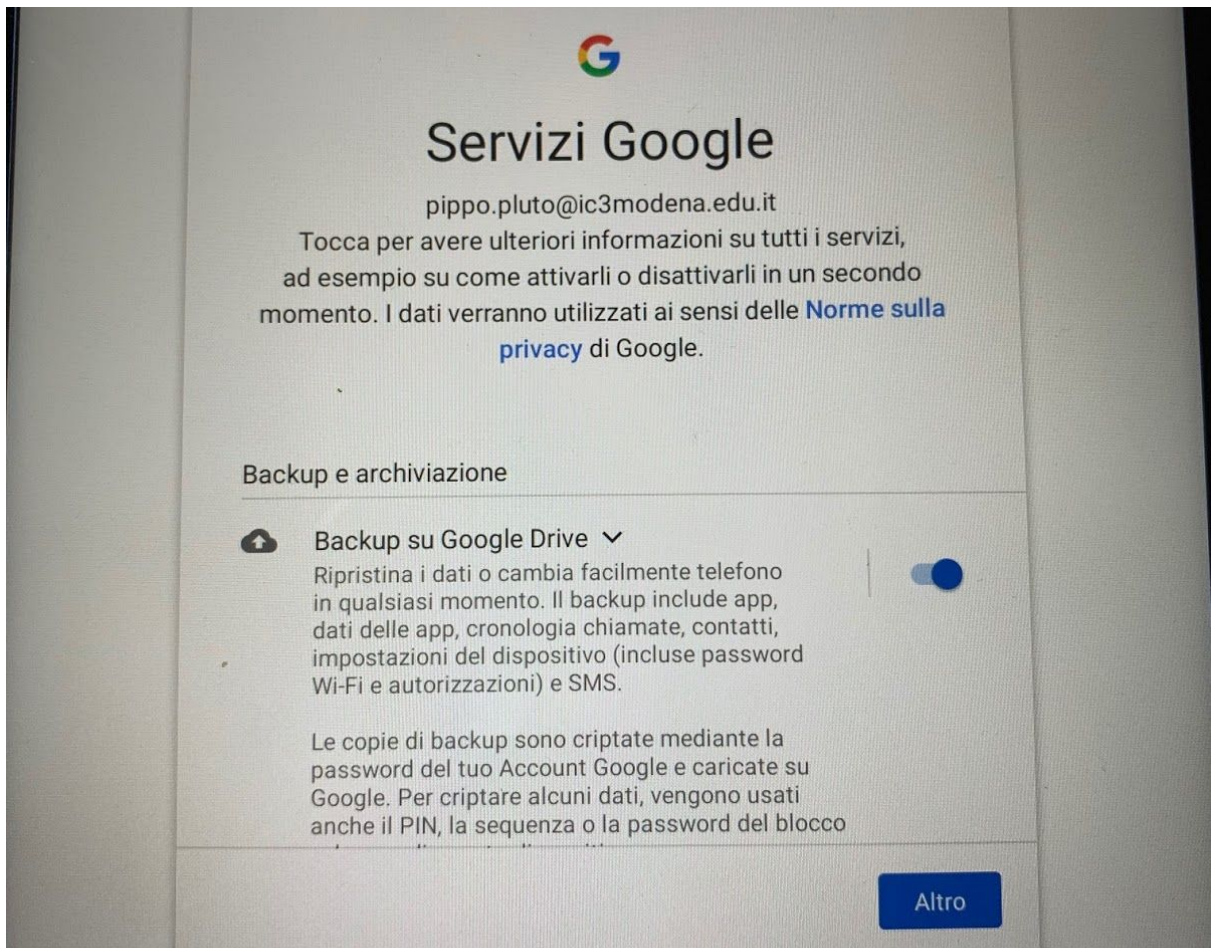 Servizi Google
pippo.pluto@ic3modena.edu.it
Tocca per avere ulteriori informazioni su tutti i servizi,
ad esempio su come attivarli o disattivarli in un secondo
momento. I dati verranno utilizzati ai sensi delle Norme sulla
privacy di Google.
Backup e archiviazione
Backup su Google Drive
Ripristina i dati o cambia facilmente telefono
in qualsiasi momento. Il backup include app,
dati delle app, cronologia chiamate, contatti,
impostazioni del dispositivo (incluse password
Wi-Fi e autorizzazioni) e SMS.
Le copie di backup sono criptate mediante la
password del tuo Account Google e caricate su
Google. Per criptare alcuni dati, vengono usati
anche il PIN, la sequenza o la password del blocco
Altro